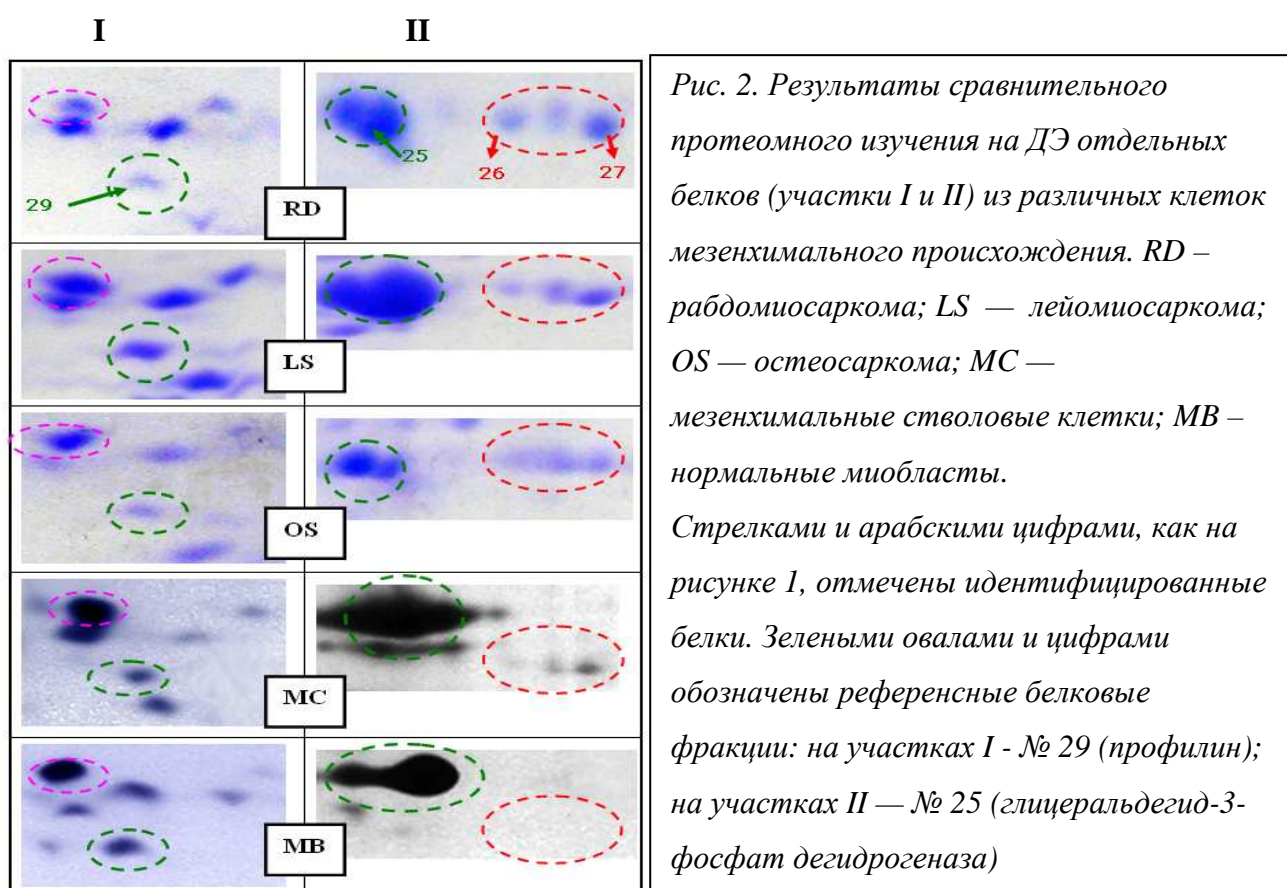 I II
25
26 27
29
RD
LS
OS
MC
MB
Рис. 2. Результаты сравнительного
протеомного изучения на ДЭ отдельных
белков (участки I и II) из различных клеток
мезенхимального происхождения. RD –
рабдомиосаркома; LS — лейомиосаркома;
OS — остеосаркома; MC —
мезенхимальные стволовые клетки; MB –
нормальные миобласты.
Стрелками и арабскими цифрами, как на
рисунке 1, отмечены идентифицированные
белки. Зелеными овалами и цифрами
обозначены референсные белковые
фракции: на участках I - № 29 (профилин);
на участках II — № 25 (глицеральдегид-3-
фосфат дегидрогеназа)